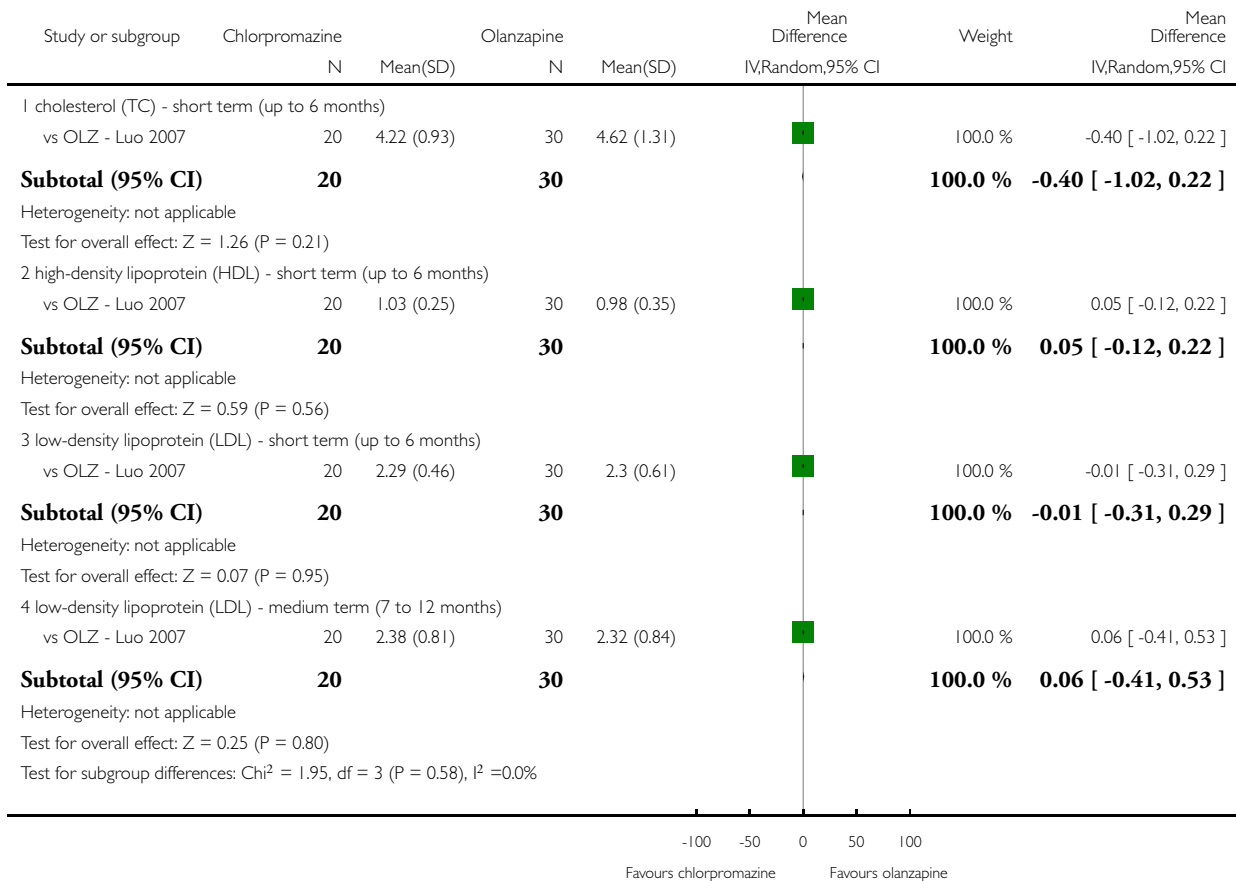 Study or subgroup Chlorpromazine Olanzapine Mean Difference Weight Mean Difference
N Mean(SD) N Mean(SD) IV,Random,95% CI IV,Random,95% CI
1 cholesterol (TC) - short term (up to 6 months)
vs OLZ - Luo 2007 20 4.22 (0.93) 30 4.62 (1.31) 100.0 % -0.40 [ -1.02, 0.22 ]
Subtotal (95% CI) 20 30 100.0 % -0.40 [ -1.02, 0.22 ]
Heterogeneity: not applicable
Test for overall effect: Z = 1.26 (P = 0.21)
2 high-density lipoprotein (HDL) - short term (up to 6 months)
vs OLZ - Luo 2007 20 1.03 (0.25) 30 0.98 (0.35) 100.0 % 0.05 [ -0.12, 0.22 ]
Subtotal (95% CI) 20 30 100.0 % 0.05 [ -0.12, 0.22 ]
Heterogeneity: not applicable
Test for overall effect: Z = 0.59 (P = 0.56)
3 low-density lipoprotein (LDL) - short term (up to 6 months)
vs OLZ - Luo 2007 20 2.29 (0.46) 30 2.3 (0.61) 100.0 % -0.01 [ -0.31, 0.29 ]
Subtotal (95% CI) 20 30 100.0 % -0.01 [ -0.31, 0.29 ]
Heterogeneity: not applicable
Test for overall effect: Z = 0.07 (P = 0.95)
4 low-density lipoprotein (LDL) - medium term (7 to 12 months)
vs OLZ - Luo 2007 20 2.38 (0.81) 30 2.32 (0.84) 100.0 % 0.06 [ -0.41, 0.53 ]
Subtotal (95% CI) 20 30 100.0 % 0.06 [ -0.41, 0.53 ]
Heterogeneity: not applicable
Test for overall effect: Z = 0.25 (P = 0.80)
Test for subgroup differences: Chi² = 1.95, df = 3 (P = 0.58), I² =0.0%
-100 -50 0 50 100
Favours chlorpromazine Favours olanzapine